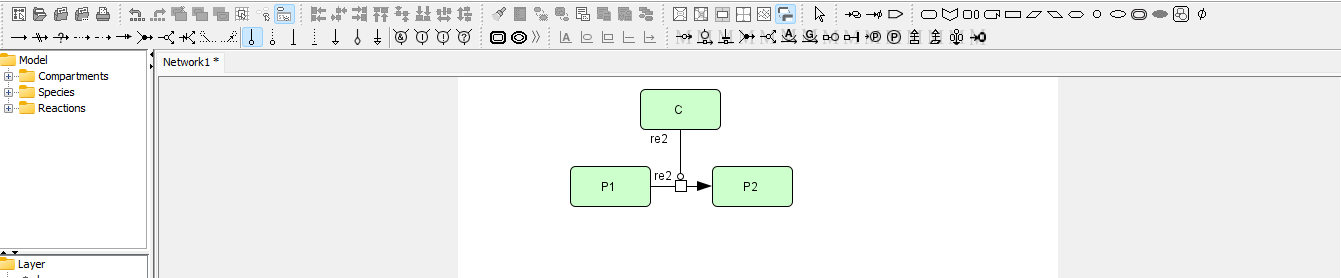 Model
Compartments
Species
Reactions
Network1 *
C
re2
P1
re2
P2
Layer